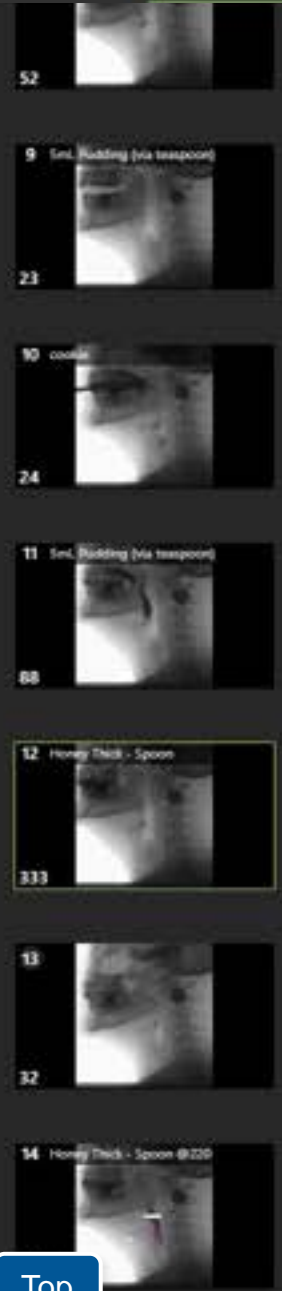 52
9 5mL Pudding (via teaspoon)
23
10 cookie
24
11 5mL Pudding (via teaspoon)
88
12 Honey Thick - Spoon
333
13
32
14 Honey Thick - Spoon @220
Top